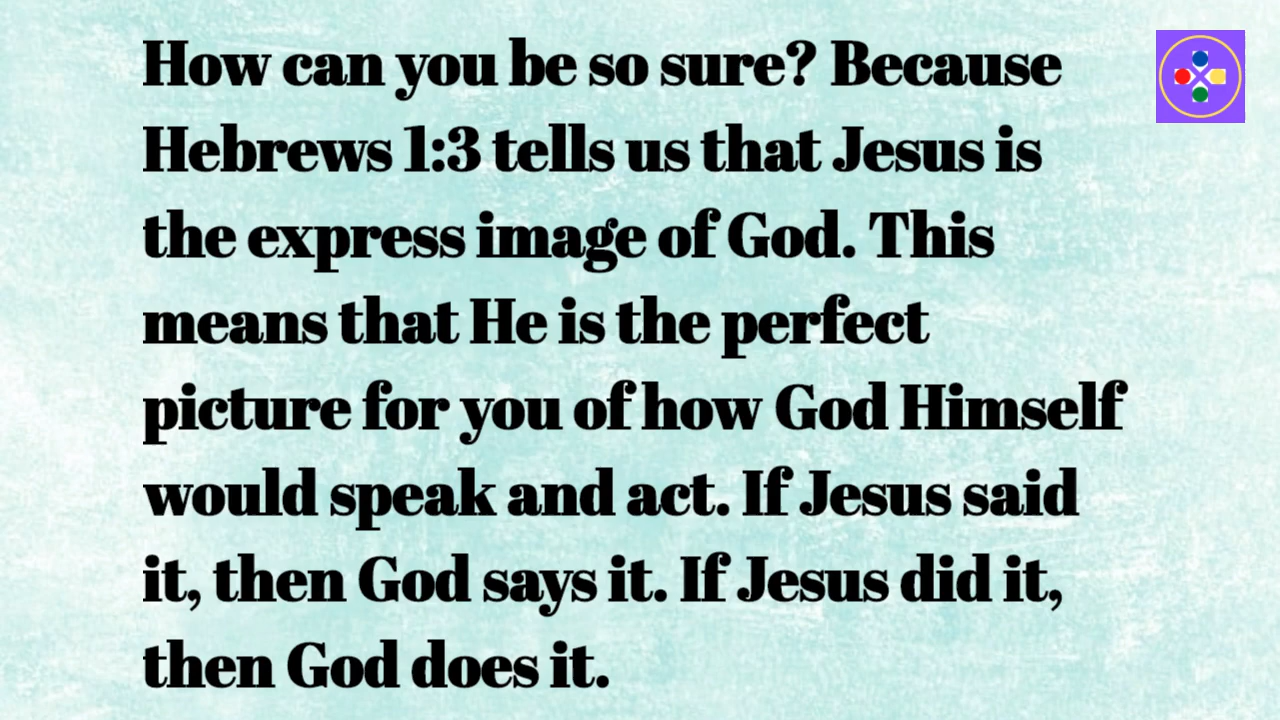 How can you be so sure? Because
Hebrews 1:3 tells us that Jesus is
the express image of God. This
means that He is the perfect
picture for you of how God Himself
would speak and act. If Jesus said
it, then God says it. If Jesus did it,
then God does it.